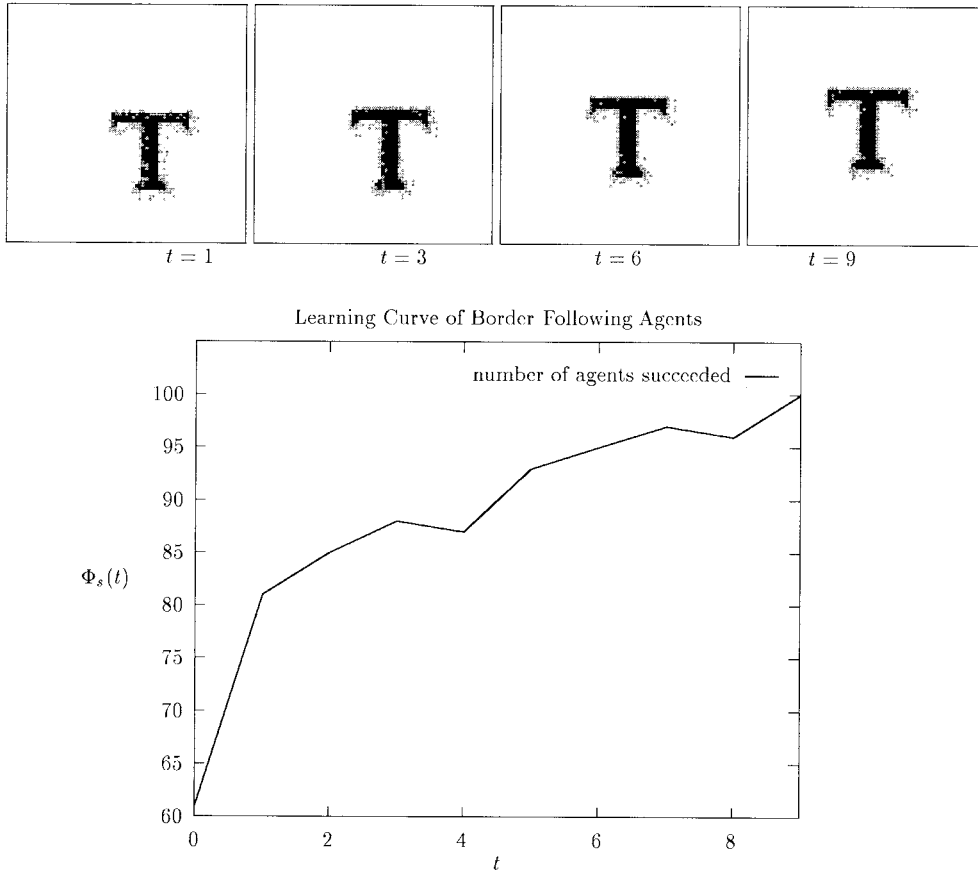 T T T T
t = 1 t = 3 t = 6 t = 9
Learning Curve of Border Following Agents
number of agents succeeded
100
95
90
85
Φs(t)
80
75
70
65
60
0 2 4 6 8
t